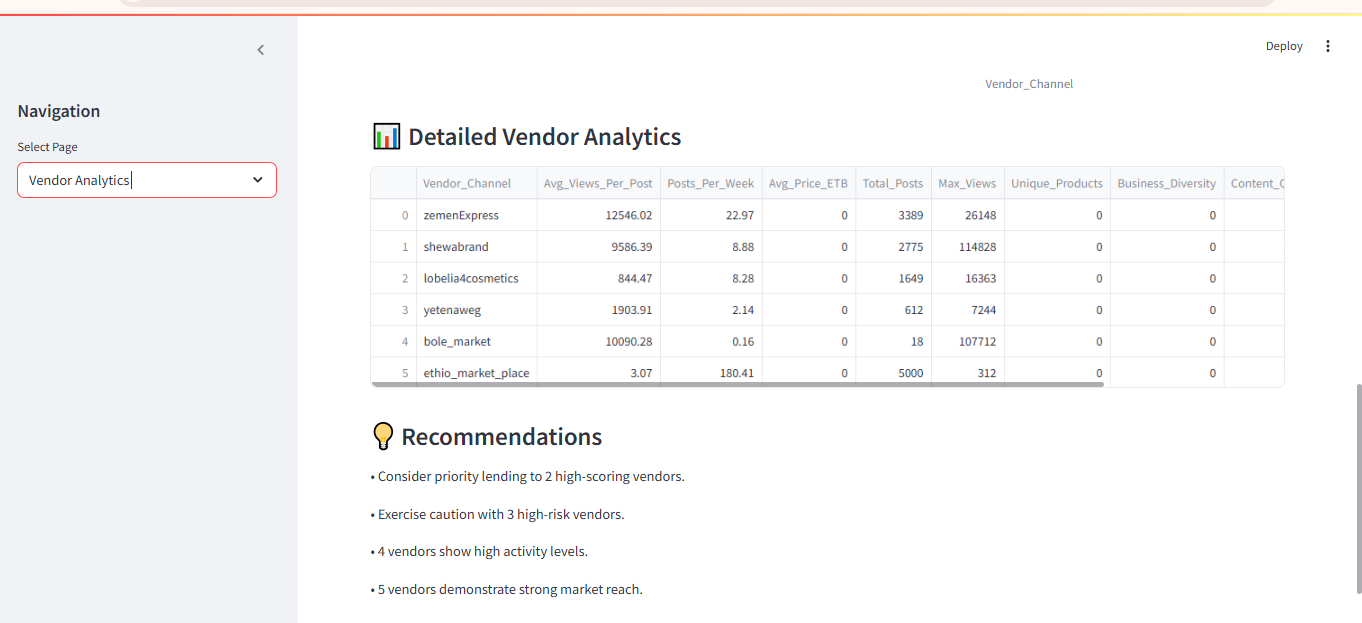 Deploy
Navigation
Select Page
Vendor Analytics
Vendor_Channel
Detailed Vendor Analytics
Vendor_Channel Avg_Views_Per_Post Posts_Per_Week Avg_Price_ETB Total_Posts Max_Views Unique_Products Business_Diversity Content_
0 zemenExpress 12546.02 22.97 0 3389 26148 0 0
1 shewabrand 9586.39 8.88 0 2775 114828 0 0
2 lobelia4cosmetics 844.47 8.28 0 1649 16363 0 0
3 yetenaweg 1903.91 2.14 0 612 7244 0 0
4 bole_market 10090.28 0.16 0 18 107712 0 0
5 ethio_market_place 3.07 180.41 0 5000 312 0 0
Recommendations
• Consider priority lending to 2 high-scoring vendors.
• Exercise caution with 3 high-risk vendors.
• 4 vendors show high activity levels.
• 5 vendors demonstrate strong market reach.